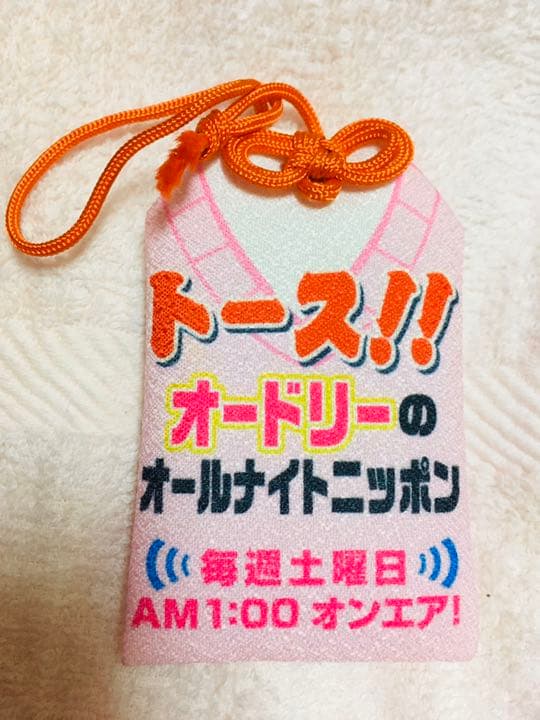 トース!!
オードリーの
オールナイトニッポン
毎週土曜日
AM1:00 オンエア!